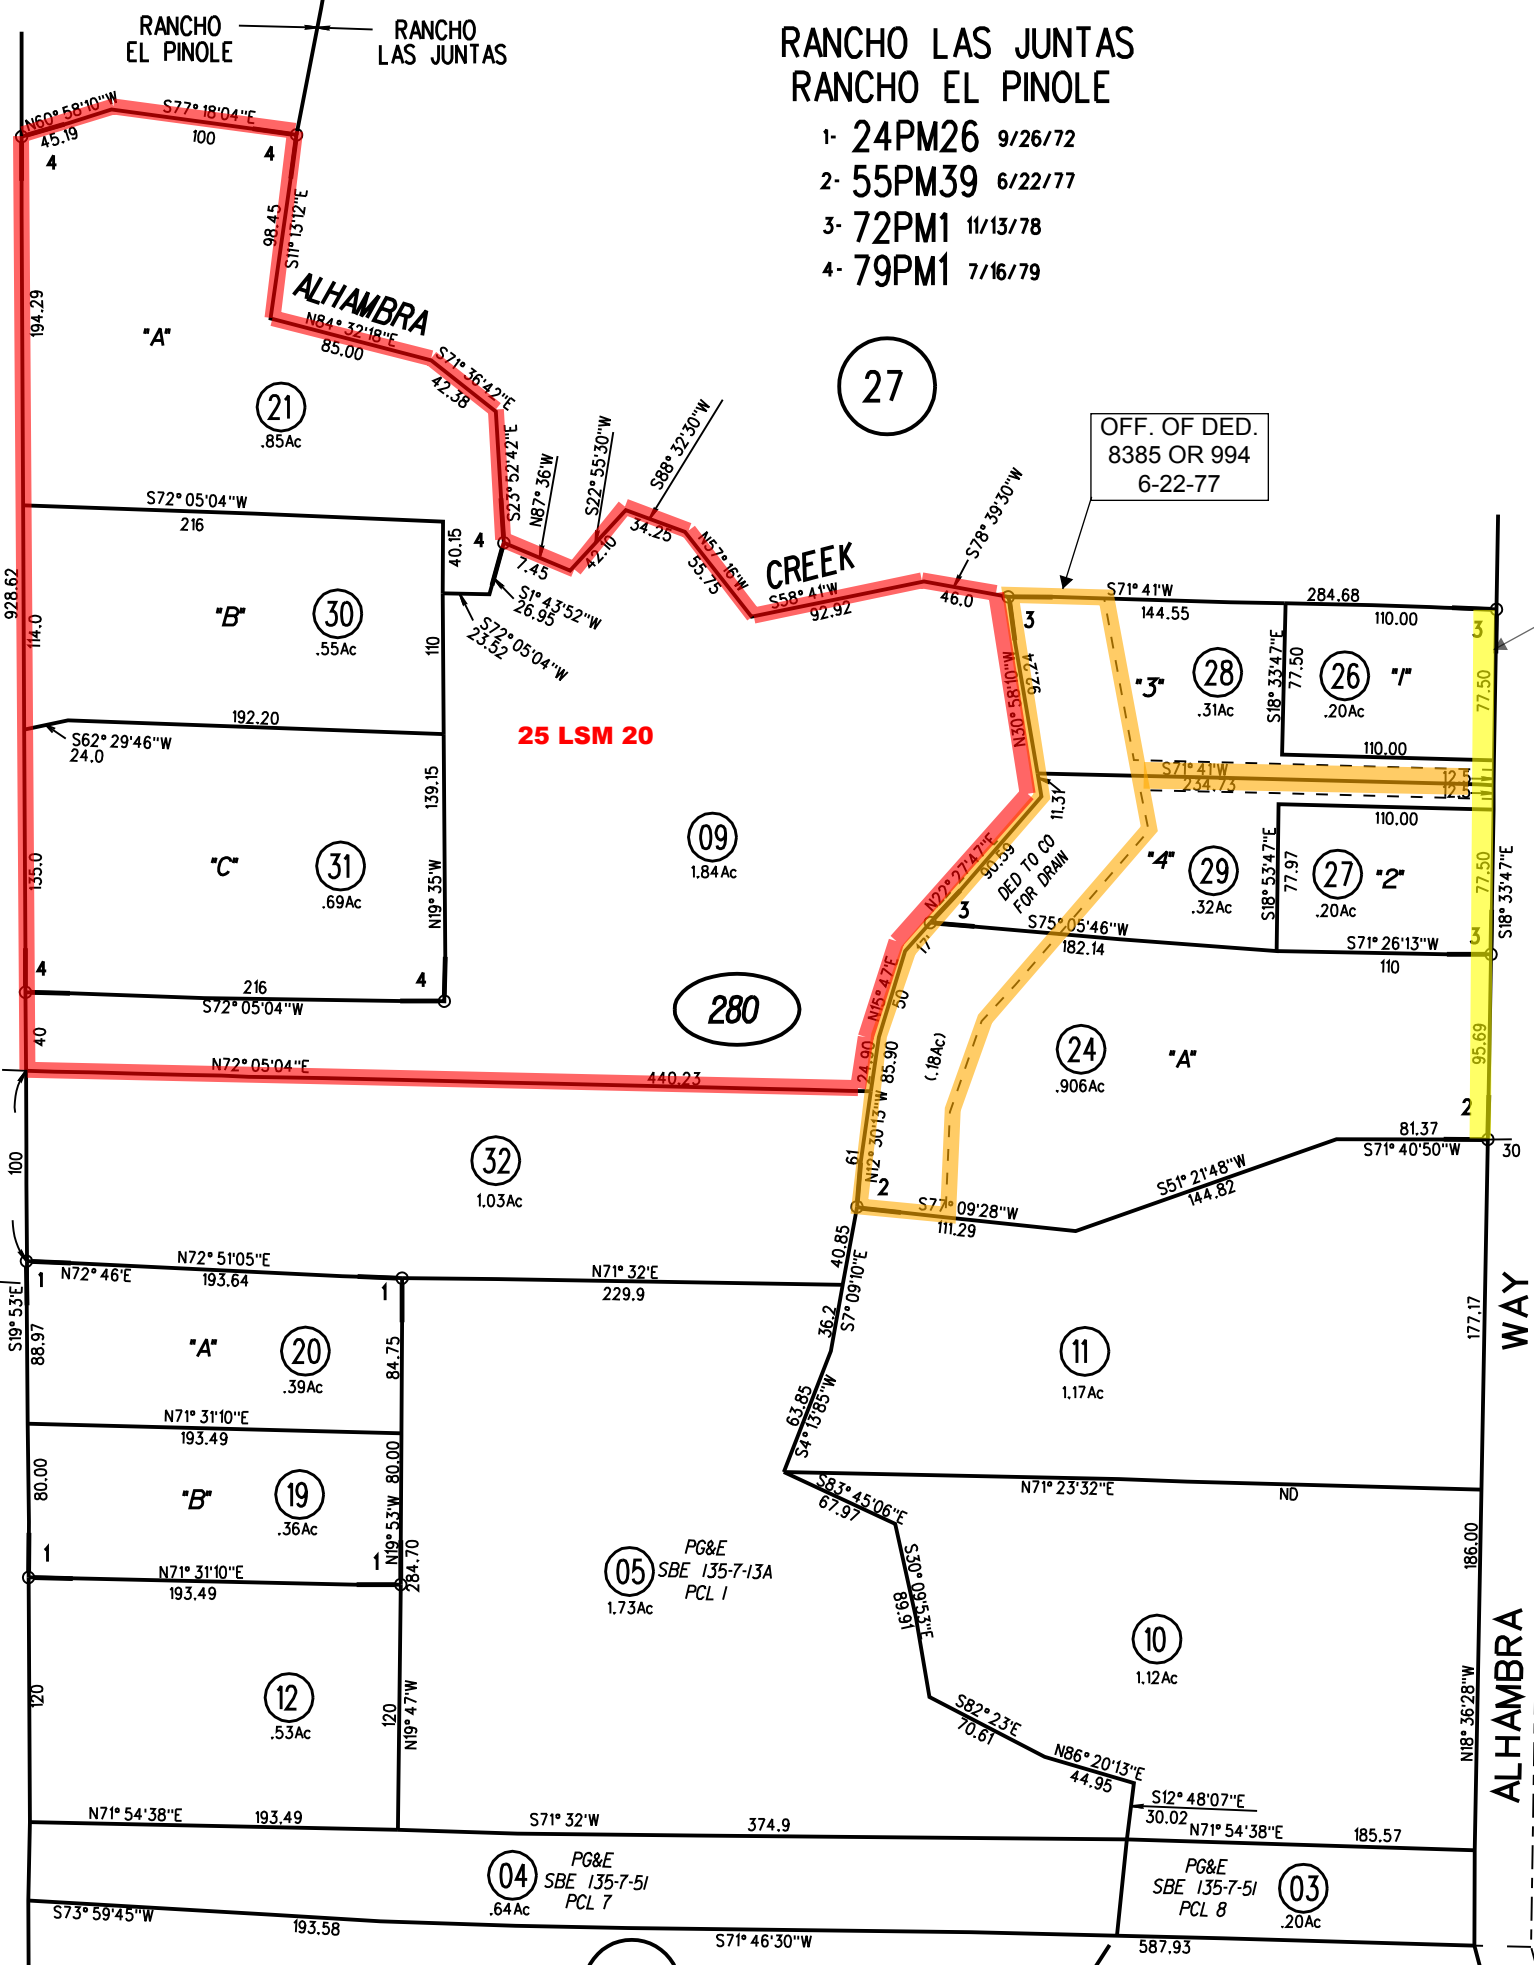 RANCHO
EL PINOLE
RANCHO
LAS JUNTAS
RANCHO LAS JUNTAS
RANCHO EL PINOLE
1- 24PM26 9/26/72
2- 55PM39 6/22/77
3- 72PM1 11/13/78
4- 79PM1 7/16/79
N60° 58'10"W
45.19
S77° 18'04"E
100
4
4
98.45
S11° 13'12"E
ALHAMBRA
N84° 32'18"E
85.00
S71° 36'42"E
42.38
194.29
"A"
21
.85Ac
27
OFF. OF DED.
8385 OR 994
6-22-77
S23° 52'42"E
N87° 36'W
S22° 55'30"W
S88° 32'30"W
S78° 39'30"W
S72° 05'04"W
216
40.15
4
7.45
42.10
34.25
N57° 16'W
55.75
CREEK
S58° 41'W
92.92
46.0
S1° 43'52"W
26.95
S72° 05'04"W
23.52
928.62
114.0
"B"
30
.55Ac
110
192.20
S62° 29'46"W
24.0
25 LSM 20
3
S71° 41'W
144.55
284.68
110.00
3
N30° 58'10"W
92.24
"3"
28
.31Ac
S18° 33'47"E
77.50
26
"1"
.20Ac
77.50
110.00
S71° 41'W
234.73
12.5
12.5
11.31
110.00
139.15
135.0
"C"
31
.69Ac
N19° 35'W
09
1.84Ac
N22° 27'47"E
90.59
DED TO CO
FOR DRAIN
"4"
29
.32Ac
S18° 53'47"E
77.97
27
"2"
.20Ac
77.50
S18° 33'47"E
3
S75° 05'46"W
182.14
S71° 26'13"W
110
3
17'
4
216
S72° 05'04"W
4
280
N15° 47'E
50
40
N72° 05'04"E
440.23
24.90
85.90
(.18Ac)
24
.906Ac
"A"
95.69
2
81.37
S71° 40'50"W
30
100
32
1.03Ac
61
N12° 30'13"W
2
S77° 09'28"W
111.29
S51° 21'48"W
144.82
N72° 51'05"E
N72° 46'E
193.64
1
1
N71° 32'E
229.9
40.85
S7° 09'10"E
36.2
S19° 53'E
88.97
"A"
20
.39Ac
84.75
63.85
S4° 13'85"W
11
1.17Ac
177.17
WAY
N71° 31'10"E
193.49
80.00
"B"
19
.36Ac
80.00
N19° 53'W
S83° 45'06"E
67.97
N71° 23'32"E
ND
1
1
N71° 31'10"E
193.49
284.70
05
PG&E
SBE 135-7-13A
PCL 1
1.73Ac
S30° 09'53"E
89.91
186.00
10
1.12Ac
120
12
.53Ac
120
N19° 47'W
S82° 23'E
70.61
N86° 20'13"E
44.95
N18° 36'28"W
ALHAMBRA
S12° 48'07"E
30.02
N71° 54'38"E
193.49
S71° 32'W
374.9
N71° 54'38"E
185.57
04
PG&E
SBE 135-7-51
PCL 7
.64Ac
PG&E
SBE 135-7-51
PCL 8
03
.20Ac
S73° 59'45"W
193.58
S71° 46'30"W
587.93